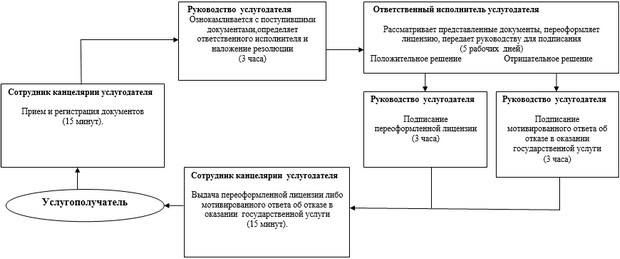 Руководство услугодателя
Ознокамливается с поступившими
документами,определяет
ответственного исполнителя и
наложение резолюции
(3 часа)
Ответственный исполнитель услугодателя
Рассматривает представленные документы, переоформляет
лицензию, передает руководству для подписания
(5 рабочих дней)
Положительное решение Отрицательное решение
Сотрудник канцелярии услугодателя
Прием и регистрация документов
(15 минут).
Руководство услугодателя
Подписание
переоформленной лицензии
(3 часа)
Руководство услугодателя
Подписание
мотивированного ответа об
отказе в оказании
государственной услуги
(3 часа)
Сотрудник канцелярии услугодателя
Выдача переоформленной лицензии либо
мотивированного ответа об отказе в
оказании государственной услуги
(15 минут).
Услугополучатель